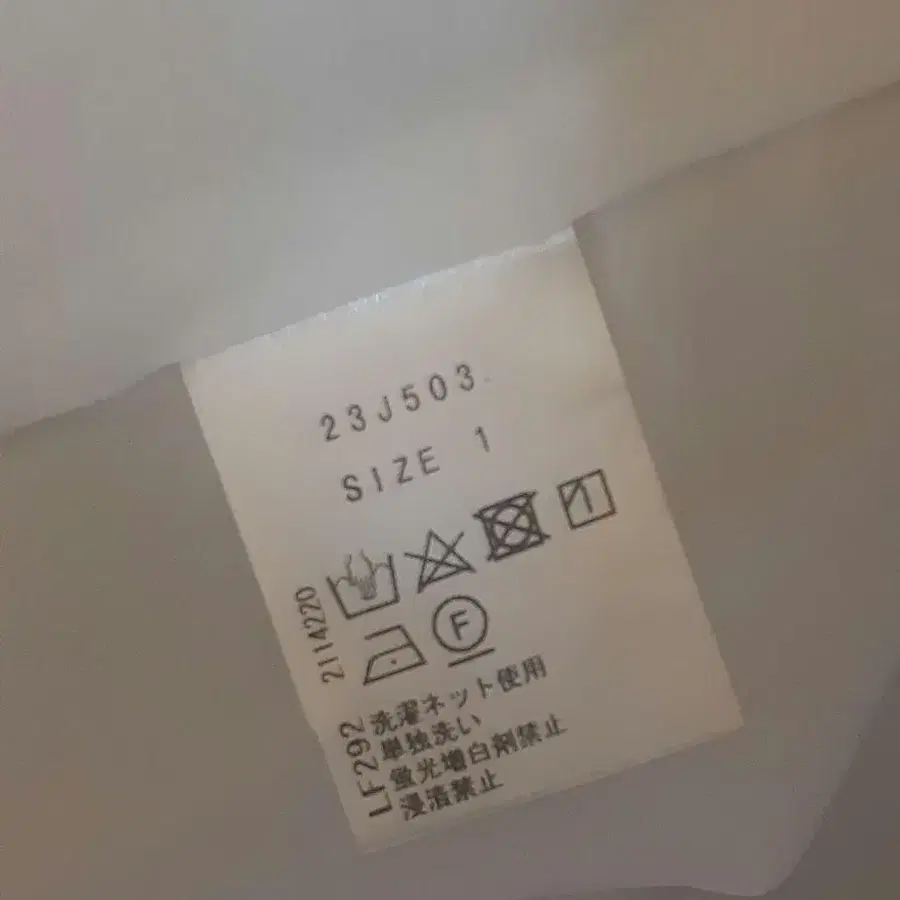 23J503
SIZE 1
F
2114220
LF292
洗濯ネット使用
単独洗い
蛍光増白剤禁止
浸漬禁止